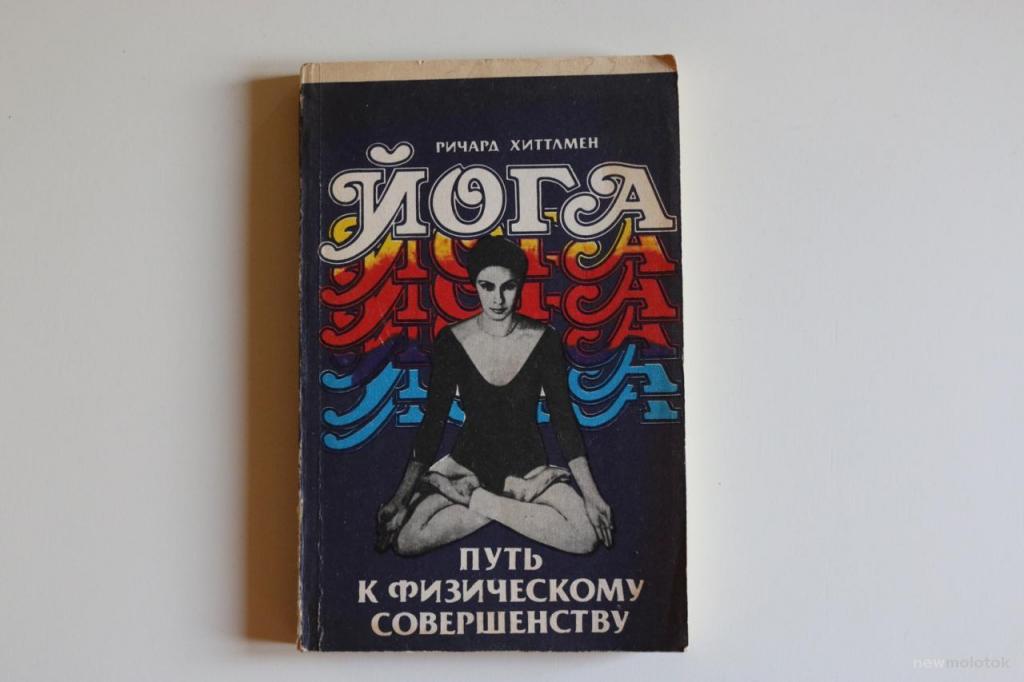 РИЧАРД ХИТТЛМЕН
ЙОГА
ПУТЬ
К ФИЗИЧЕСКОМУ
СОВЕРШЕНСТВУ
newmolotok